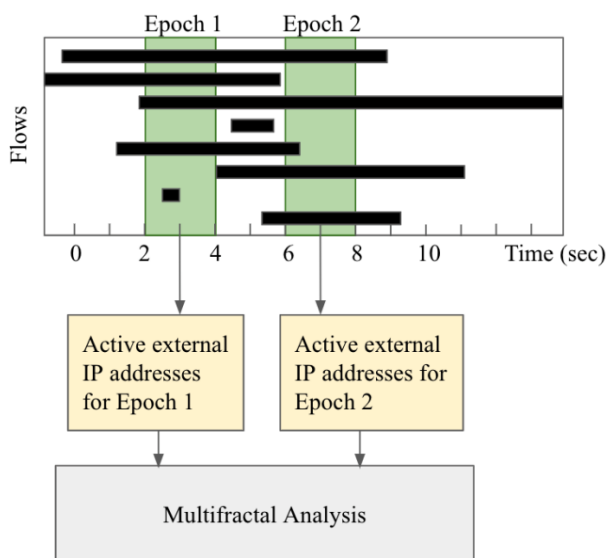 Epoch 1
Epoch 2
Flows
0
2
4
6
8
10
Time (sec)
Active external
IP addresses
for Epoch 1
Active external
IP addresses for
Epoch 2
Multifractal Analysis